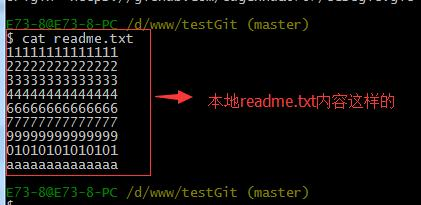 E73-8@E73-8-PC /d/www/testGit (master)
$ cat readme.txt
11111111111111
22222222222222
33333333333333
44444444444444
66666666666666
77777777777777
99999999999999
01010101010101
aaaaaaaaaaaaaa
本地readme.txt内容这样的
E73-8@E73-8-PC /d/www/testGit (master)
$